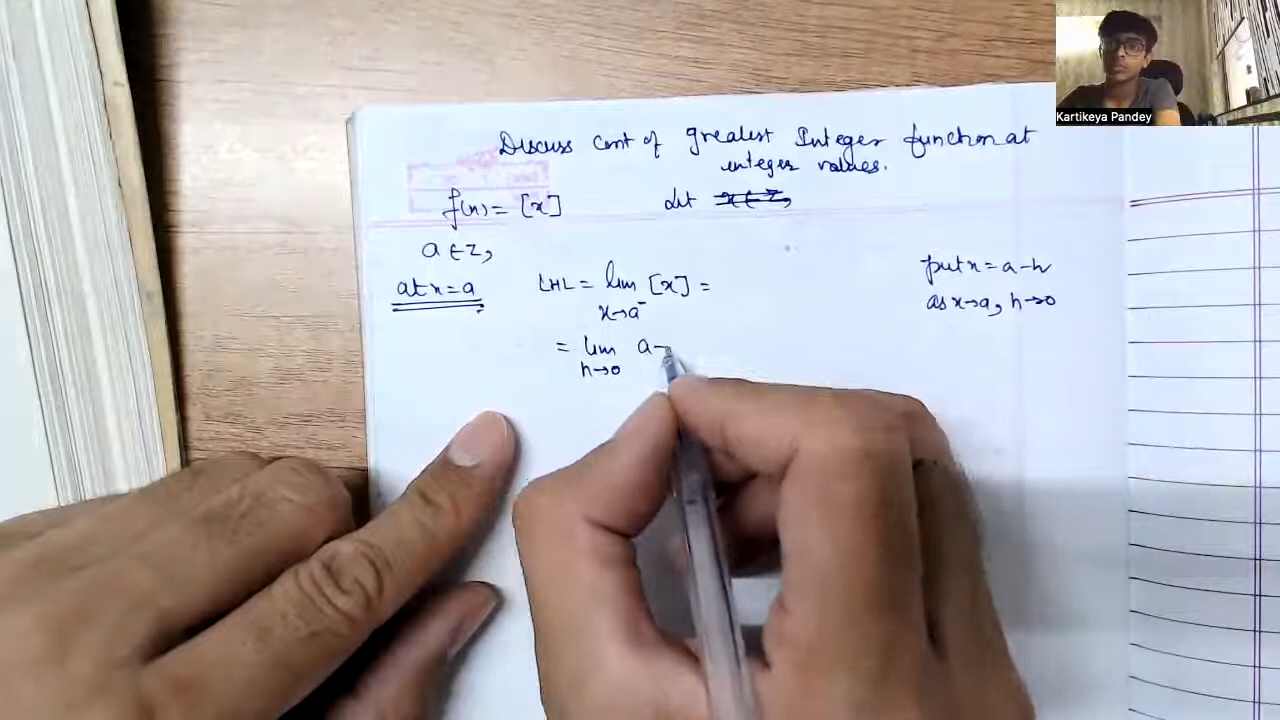 Discuss cont of greatest Integer function at
integer values.
f(x) = [x]
Let x ∈ Z,
a ∈ Z,
at x = a
LHL = lim [x] =
x→a⁻
= lim a-
h→0
put x = a-h
as x→a, h→0
Kartikeya Pandey